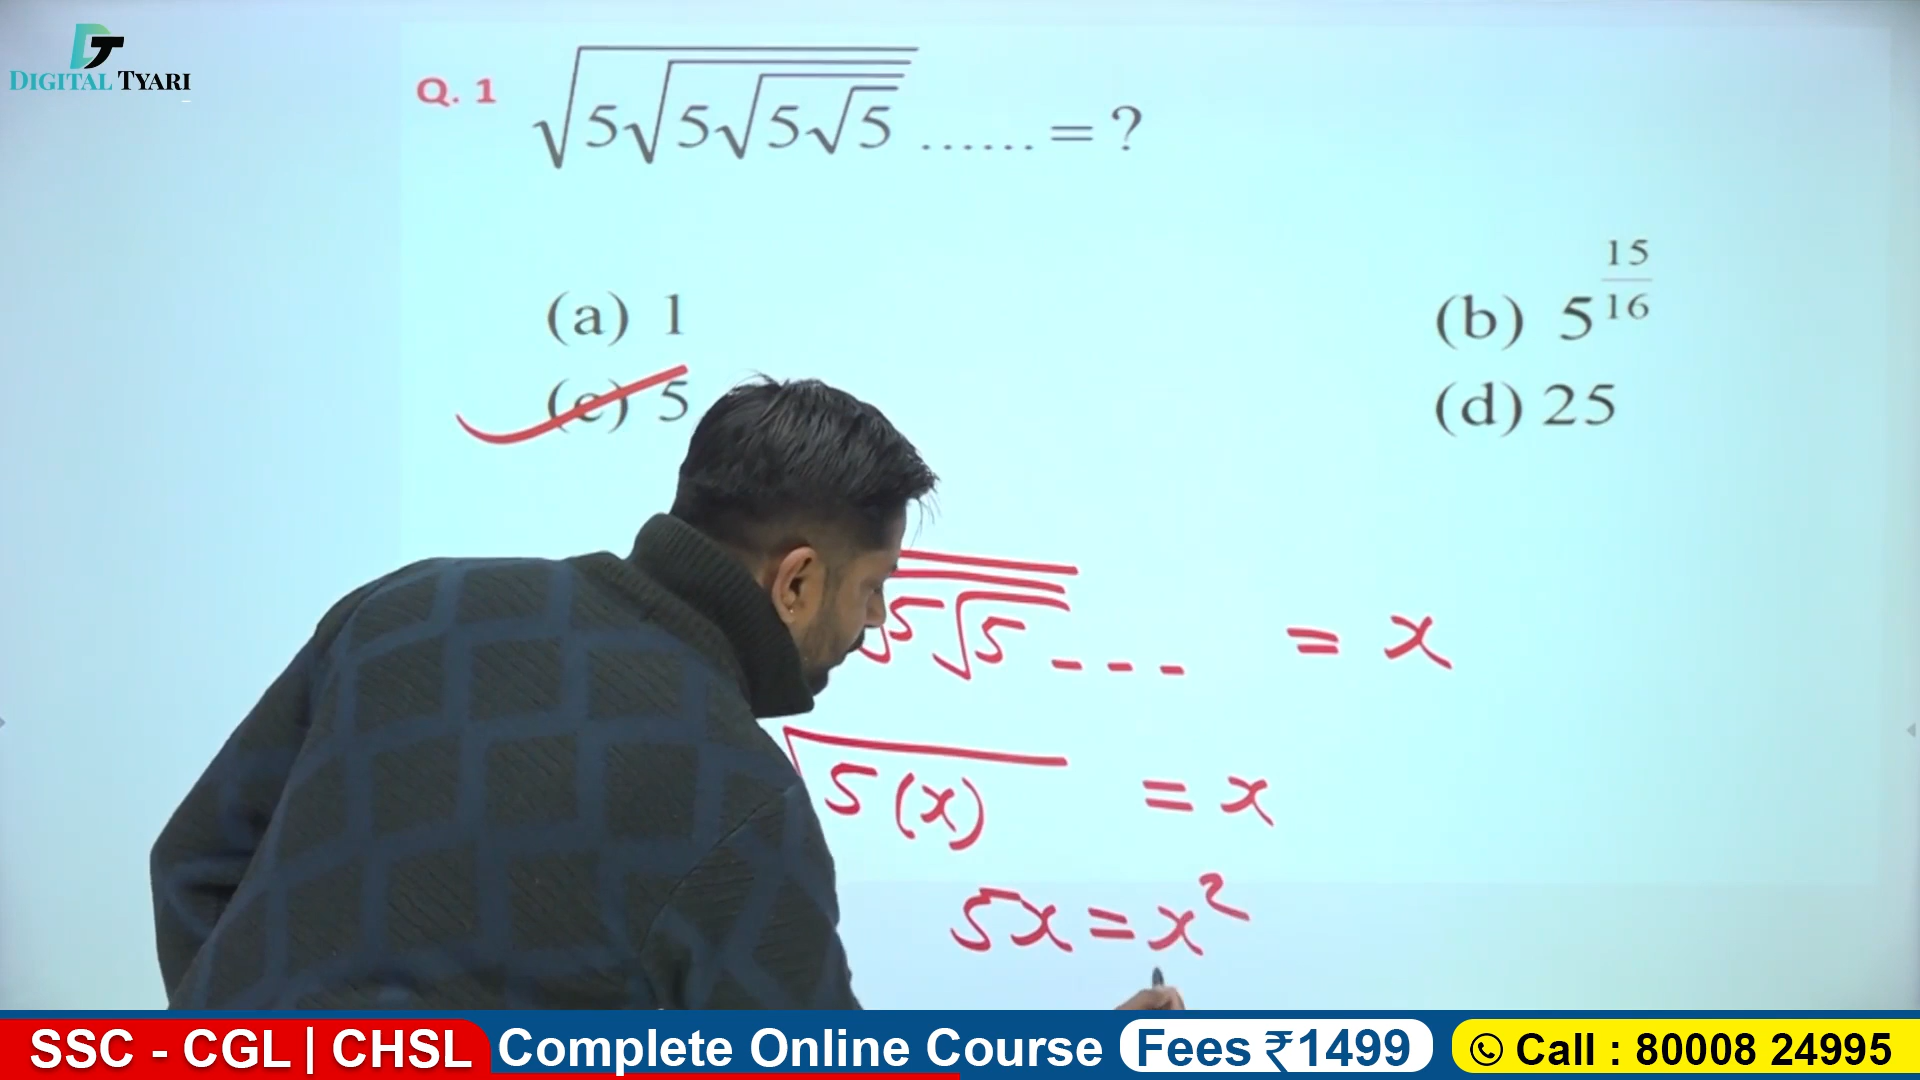 DT
DIGITAL TYARI
Q. 1 √5√5√5√5 ...... = ?
(a) 1
(b) 5^15/16
(c) 5
(d) 25
5√5 - - - = x
√5(x) = x
5x = x²
SSC - CGL | CHSL Complete Online Course Fees ₹1499 Call : 80008 24995